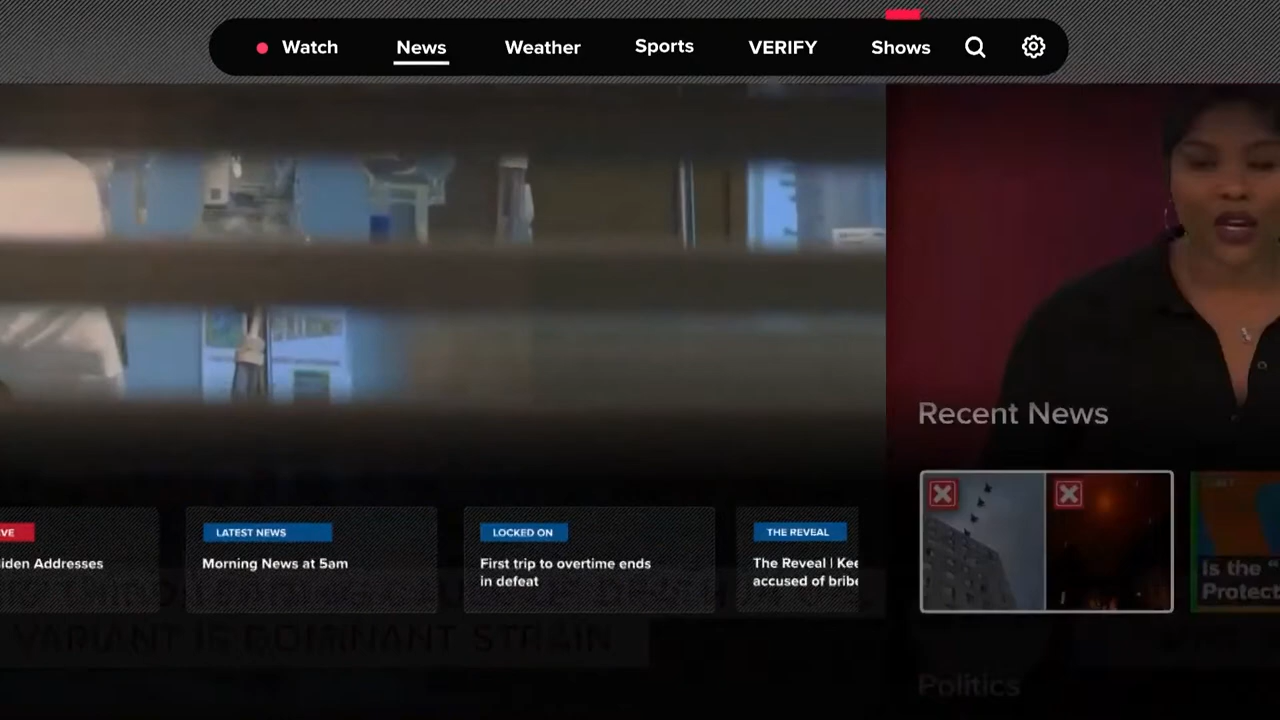 Watch
News
Weather
Sports
VERIFY
Shows
Recent News
LATEST NEWS
LOCKED ON
THE REVEAL
Morning News at 5am
First trip to overtime ends
in defeat
The Reveal | Kee
accused of bribe
iden Addresses
VE
Is the "
Protect
VARIANT IS DOMINANT STRAIN
Politics